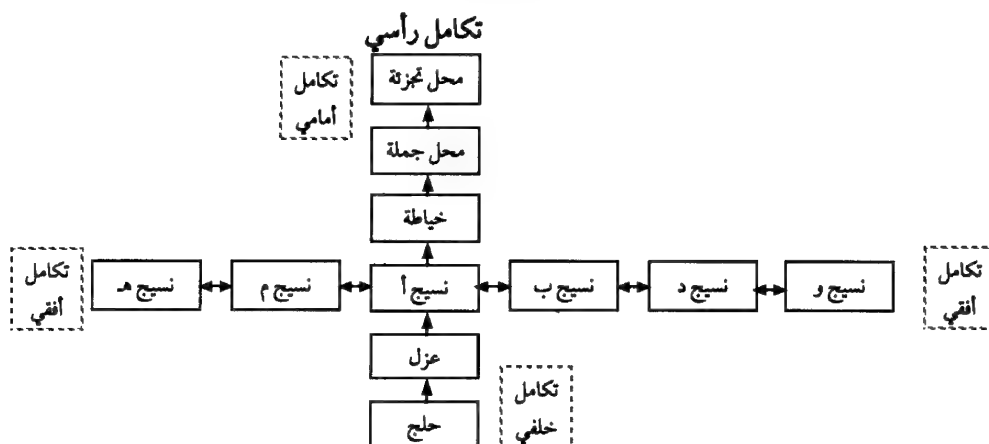 تكامل رأسي
محل تجزئة
تكامل
أمامي
محل جملة
خياطة
تكامل
أفقي
نسيج و
نسيج د
نسيج ب
نسيج أ
نسيج م
نسيج هـ
تكامل
أفقي
عزل
تكامل
خلفي
حلج